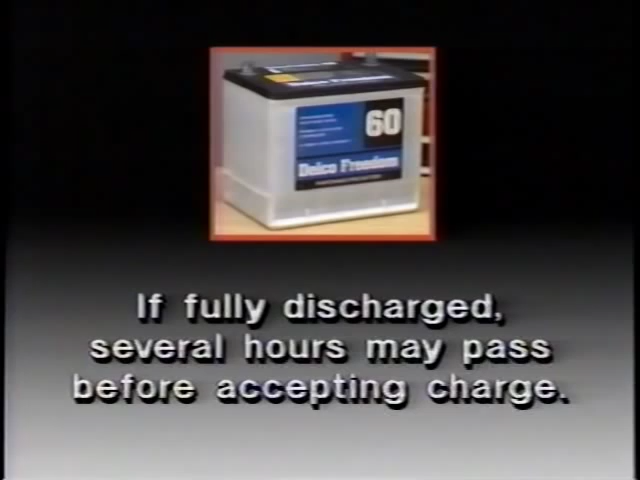 60
Delco Freedom
If fully discharged,
several hours may pass
before accepting charge.